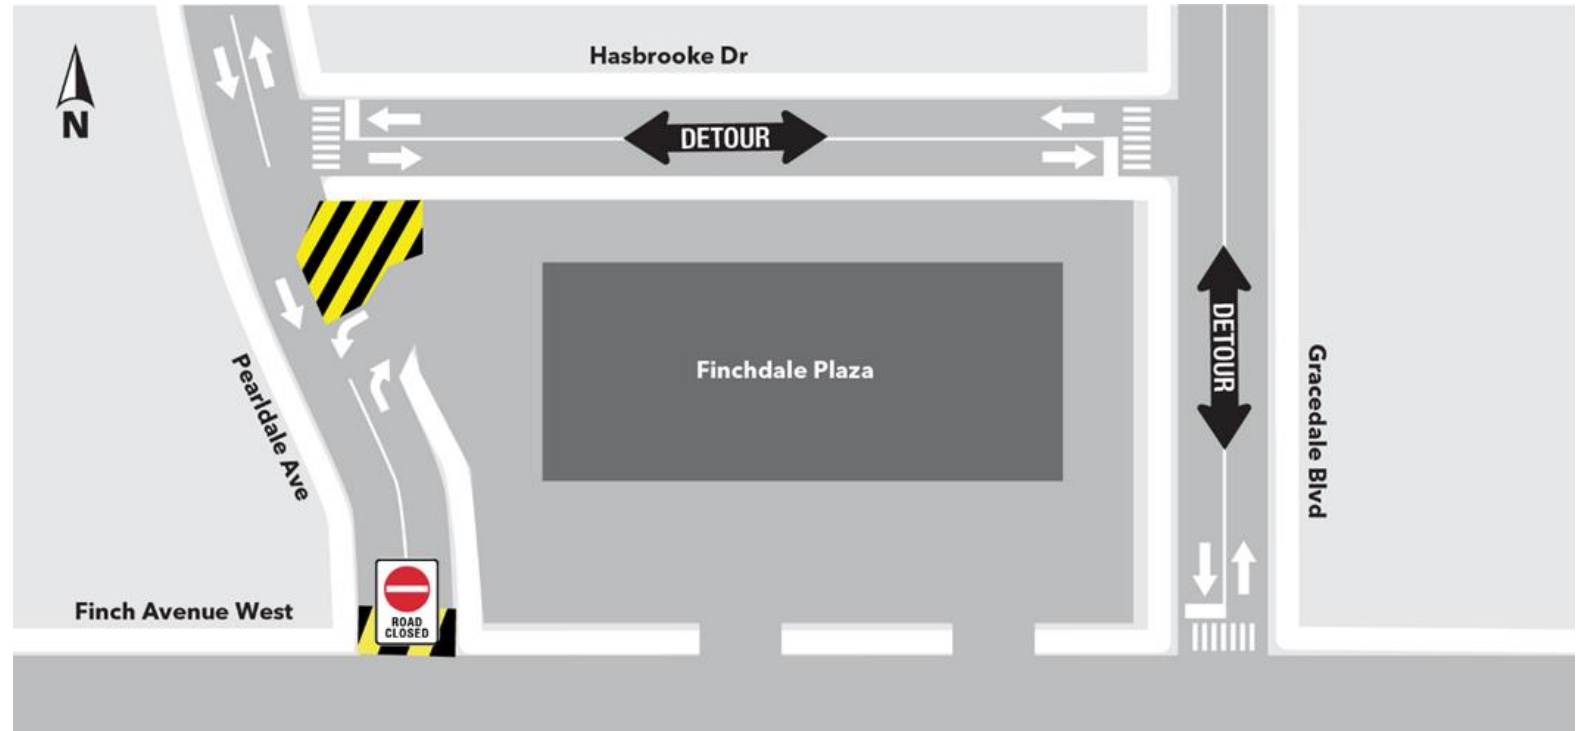 Hasbrooke Dr
N
DETOUR
DETOUR
Finchdale Plaza
Pearldale Ave
Gracedale Blvd
Finch Avenue West
ROAD
CLOSED